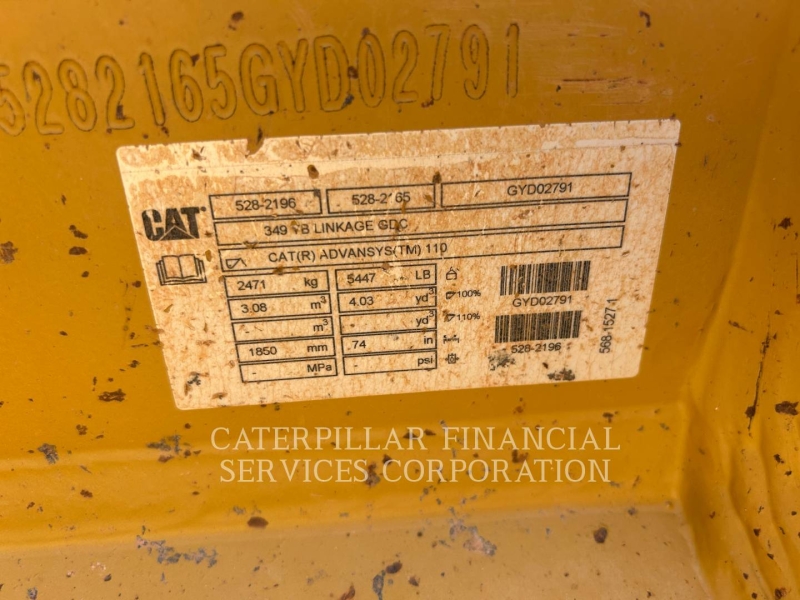 5282165GYD02791
528-2196 528-2165 GYD02791
CAT
349 TB LINKAGE GDC
CAT(R) ADVANSYS(TM) 110
2471 kg 5447 LB
3.08 m³ 4.03 yd³ 100%
- m³ - yd³ 110%
1850 mm 74 in
- MPa - psi
GYD02791
528-2196
568-1527-1
CATERPILLAR FINANCIAL
SERVICES CORPORATION